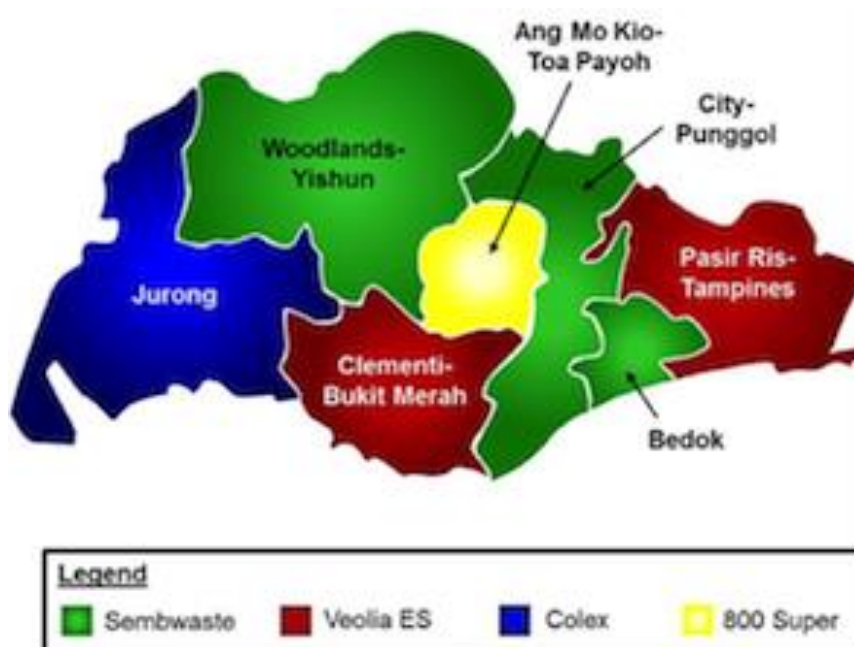 Ang Mo Kio-
Toa Payoh
City-
Punggol
Woodlands-
Yishun
Pasir Ris-
Tampines
Jurong
Clementi-
Bukit Merah
Bedok
Legend
Sembwaste
Veolia ES
Colex
800 Super